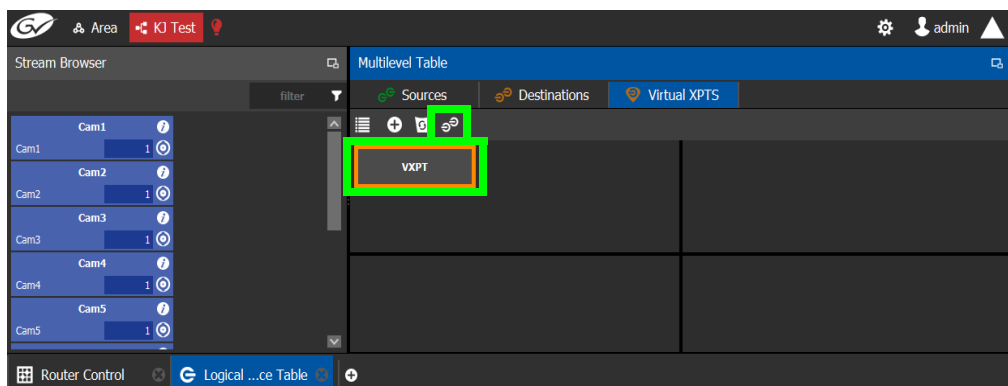 GV Area KJ Test admin
Stream Browser
Multilevel Table
filter
Sources Destinations Virtual XPTS
Cam1
Cam1 1
Cam2
Cam2 1
Cam3
Cam3 1
Cam4
Cam4 1
Cam5
Cam5 1
VXPT
Router Control Logical ...ce Table